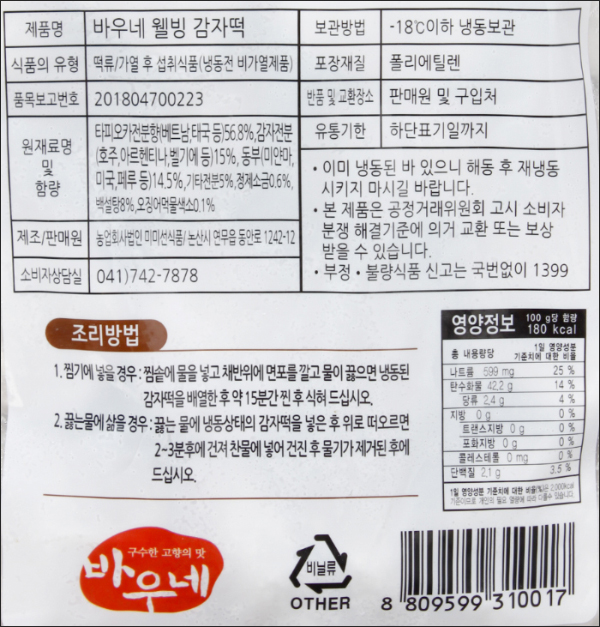 제품명 바우네 웰빙 감자떡
식품의 유형 떡류/가열 후 섭취식품(냉동전 비가열제품)
품목보고번호 201804700223
원재료명 및 함량
타피오카전분항(베트남,태국 등)56.8%,감자전분
(호주,아르헨티나,벨기에 등)15%, 동부(미얀마,
미국,페루 등)14.5%, 기타전분5%,정제소금0.6%,
백설탕8%,오징어먹물색소0.1%
제조/판매원 농업회사법인 미미선식품/ 논산시 연무읍 동안로 1242-12
소비자상담실 041)742-7878
보관방법 -18℃이하 냉동보관
포장재질 폴리에틸렌
반품 및 교환장소 판매원 및 구입처
유통기한 하단표기일까지
• 이미 냉동된 바 있으니 해동 후 재냉동
시키지 마시길 바랍니다.
• 본 제품은 공정거래위원회 고시 소비자
분쟁 해결기준에 의거 교환 또는 보상
받을 수 있습니다.
• 부정 • 불량식품 신고는 국번없이 1399
조리방법
1. 찜기에 넣을 경우 : 찜솥에 물을 넣고 채반위에 면포를 깔고 물이 끓으면 냉동된
감자떡을 배열한 후 약 15분간 찐 후 식혀 드십시오.
2. 끓는물에 삶을 경우 : 끓는 물에 냉동상태의 감자떡을 넣은 후 위로 떠오르면
2~3분후에 건져 찬물에 넣어 건진 후 물기가 제거된 후에
드십시오.
영양정보 100 g당 함량
180 kcal
총 내용량당 1일 영양성분
기준치에 대한 비율
나트륨 599 mg 25 %
탄수화물 42.2 g 14 %
당류 2.4 g 4 %
지방 0 g 0 %
트랜스지방 0 g 0 %
포화지방 0 g 0 %
콜레스테롤 0 mg 0 %
단백질 2.1 g 3.5 %
1일 영양성분 기준치에 대한 비율(%)은 2,000kcal
기준이므로 개인의 필요 열량에 따라 다를수 있습니다.
구수한 고향의 맛
바우네
비닐류
OTHER
8 809599 310017